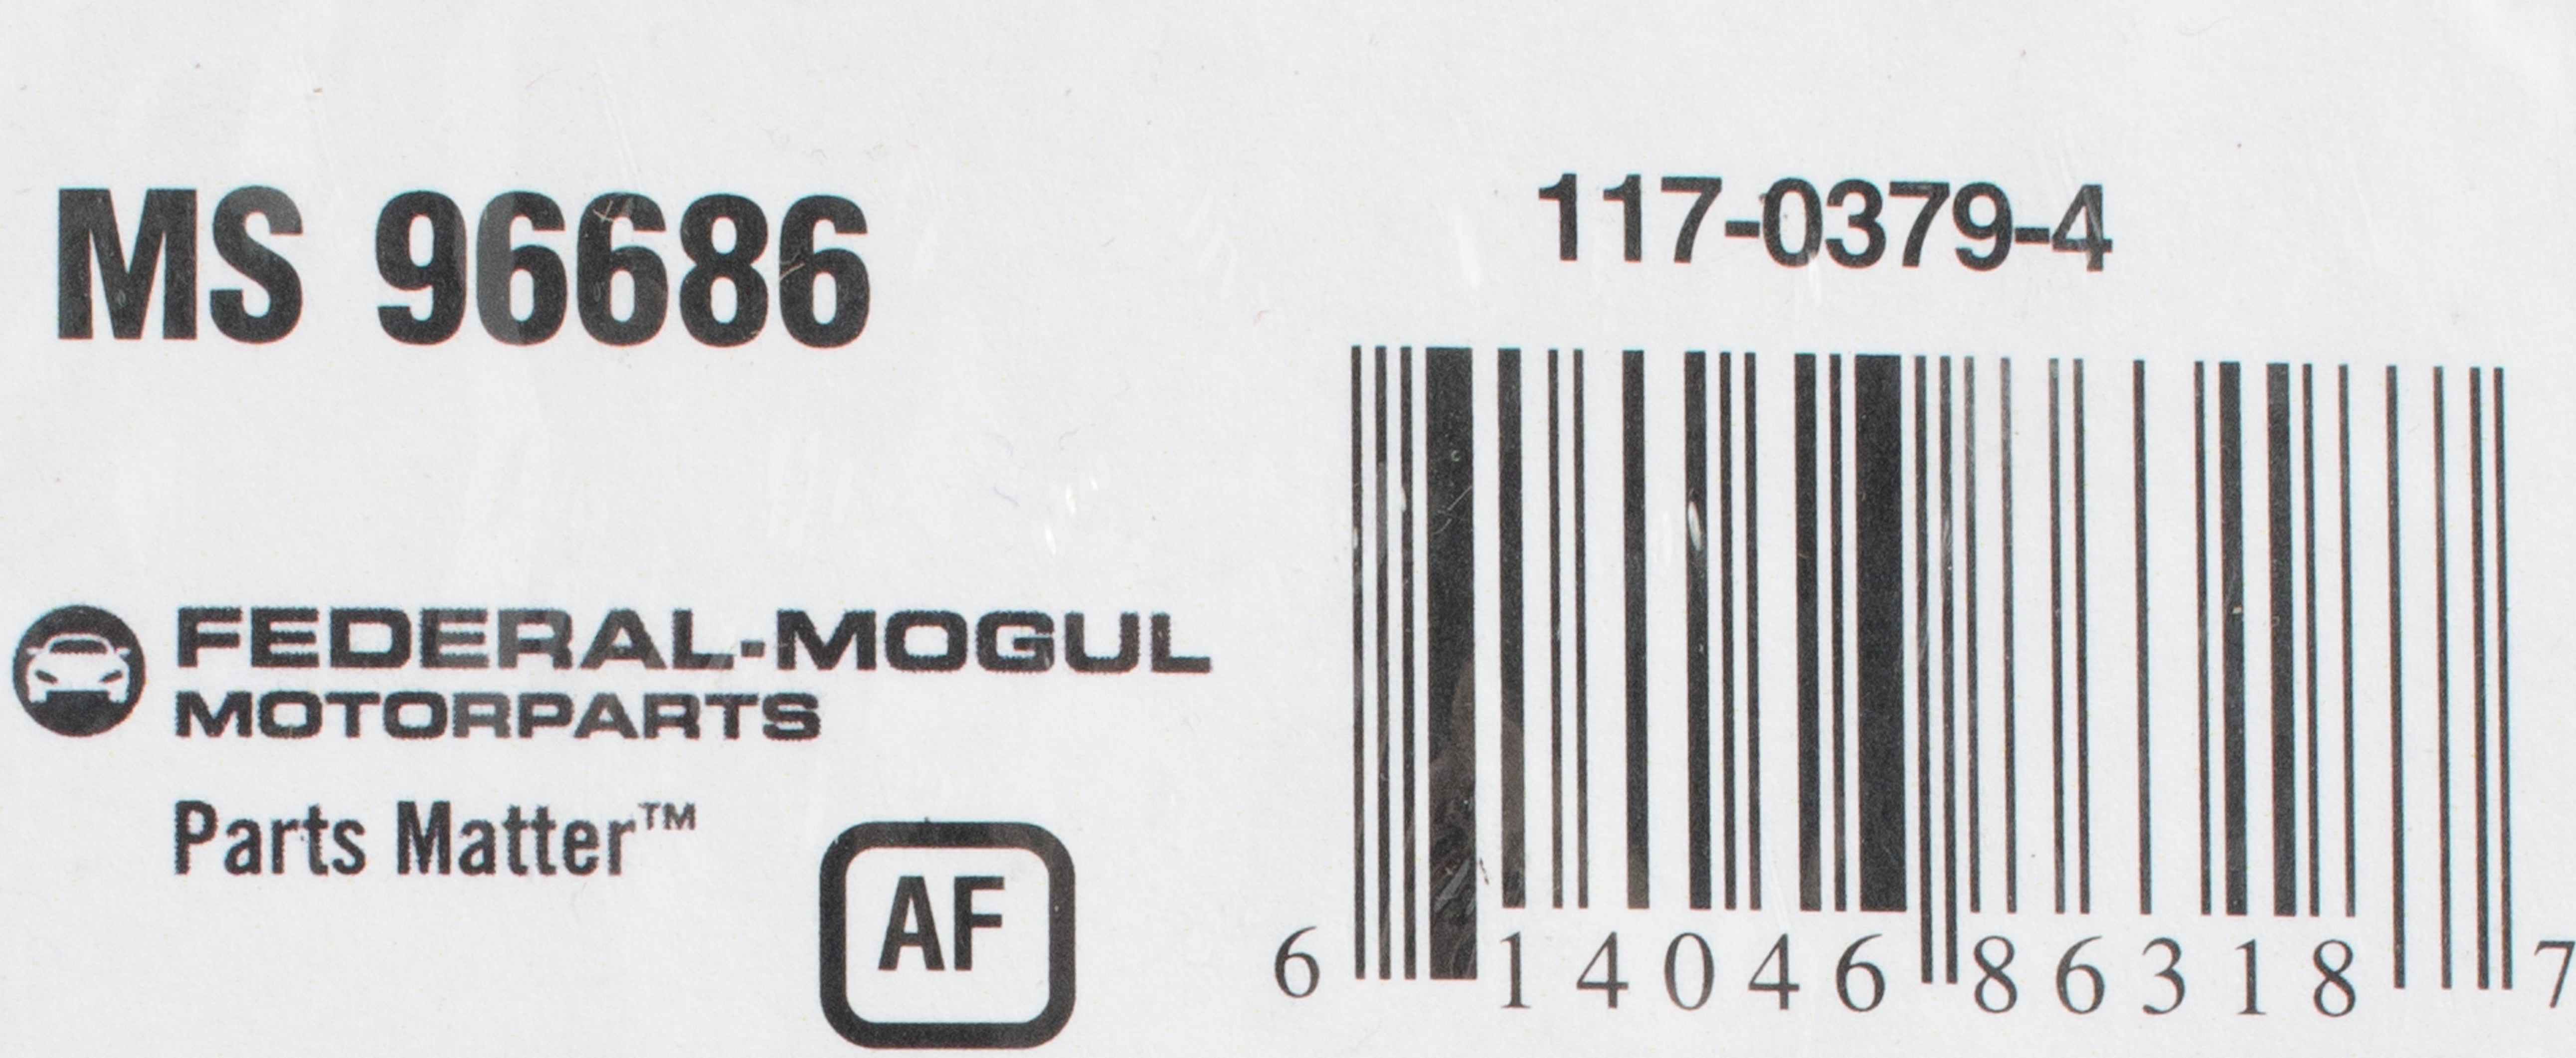 MS 96686
117-0379-4
FEDERAL-MOGUL
MOTORPARTS
Parts Matter™
AF
6 14046 86318 7